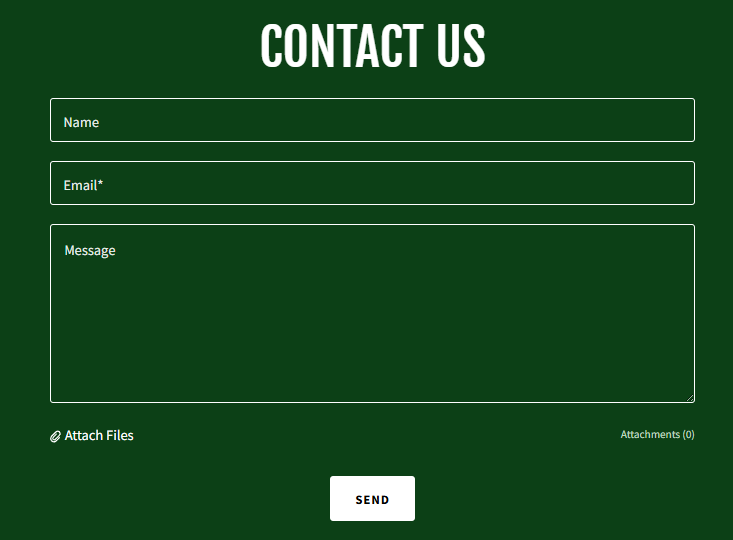 CONTACT US
Name
Email*
Message
Attach Files
Attachments (0)
SEND